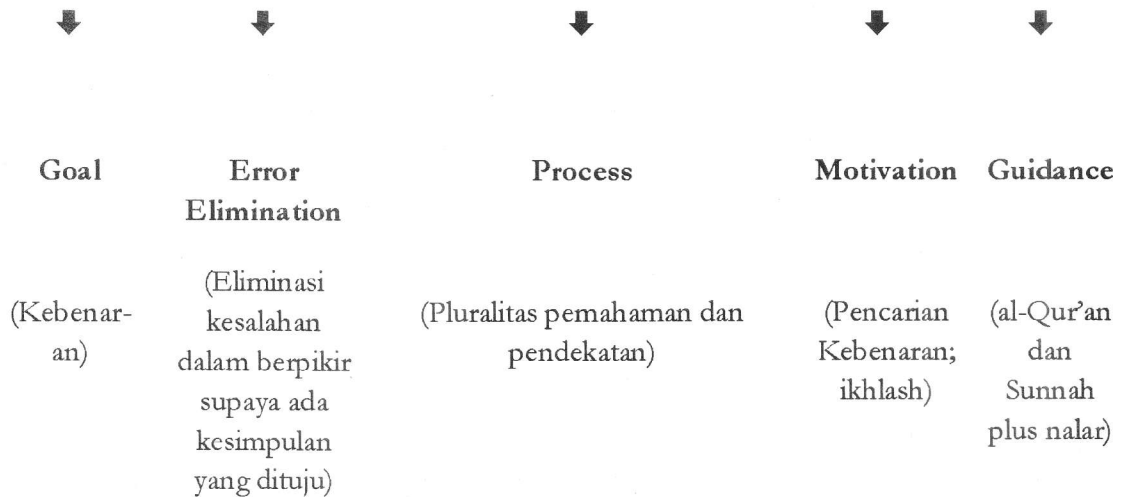 Goal
Error
Elimination
Process
Motivation
Guidance
(Kebenar-
an)
(Eliminasi
kesalahan
dalam berpikir
supaya ada
kesimpulan
yang dituju)
(Pluralitas pemahaman dan
pendekatan)
(Pencarian
Kebenaran;
ikhlash)
(al-Qur'an
dan
Sunnah
plus nalar)